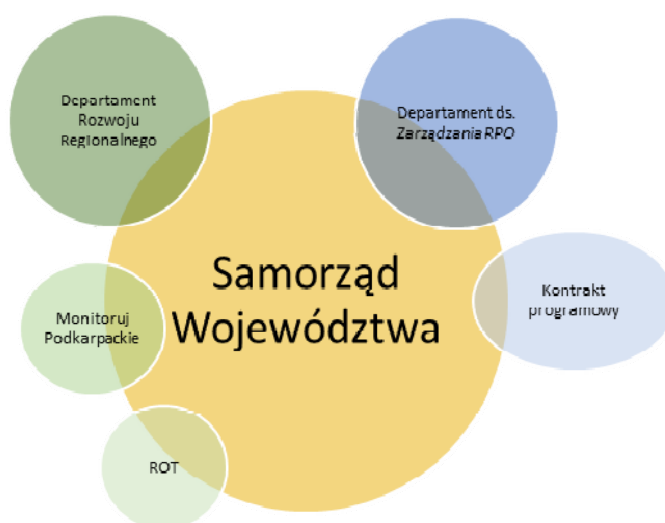 Departament
Rozwoju
Regionalnego
Departament ds.
Zarządzania RPO
Samorząd
Województwa
Kontrakt
programowy
Monitoruj
Podkarpackie
ROT